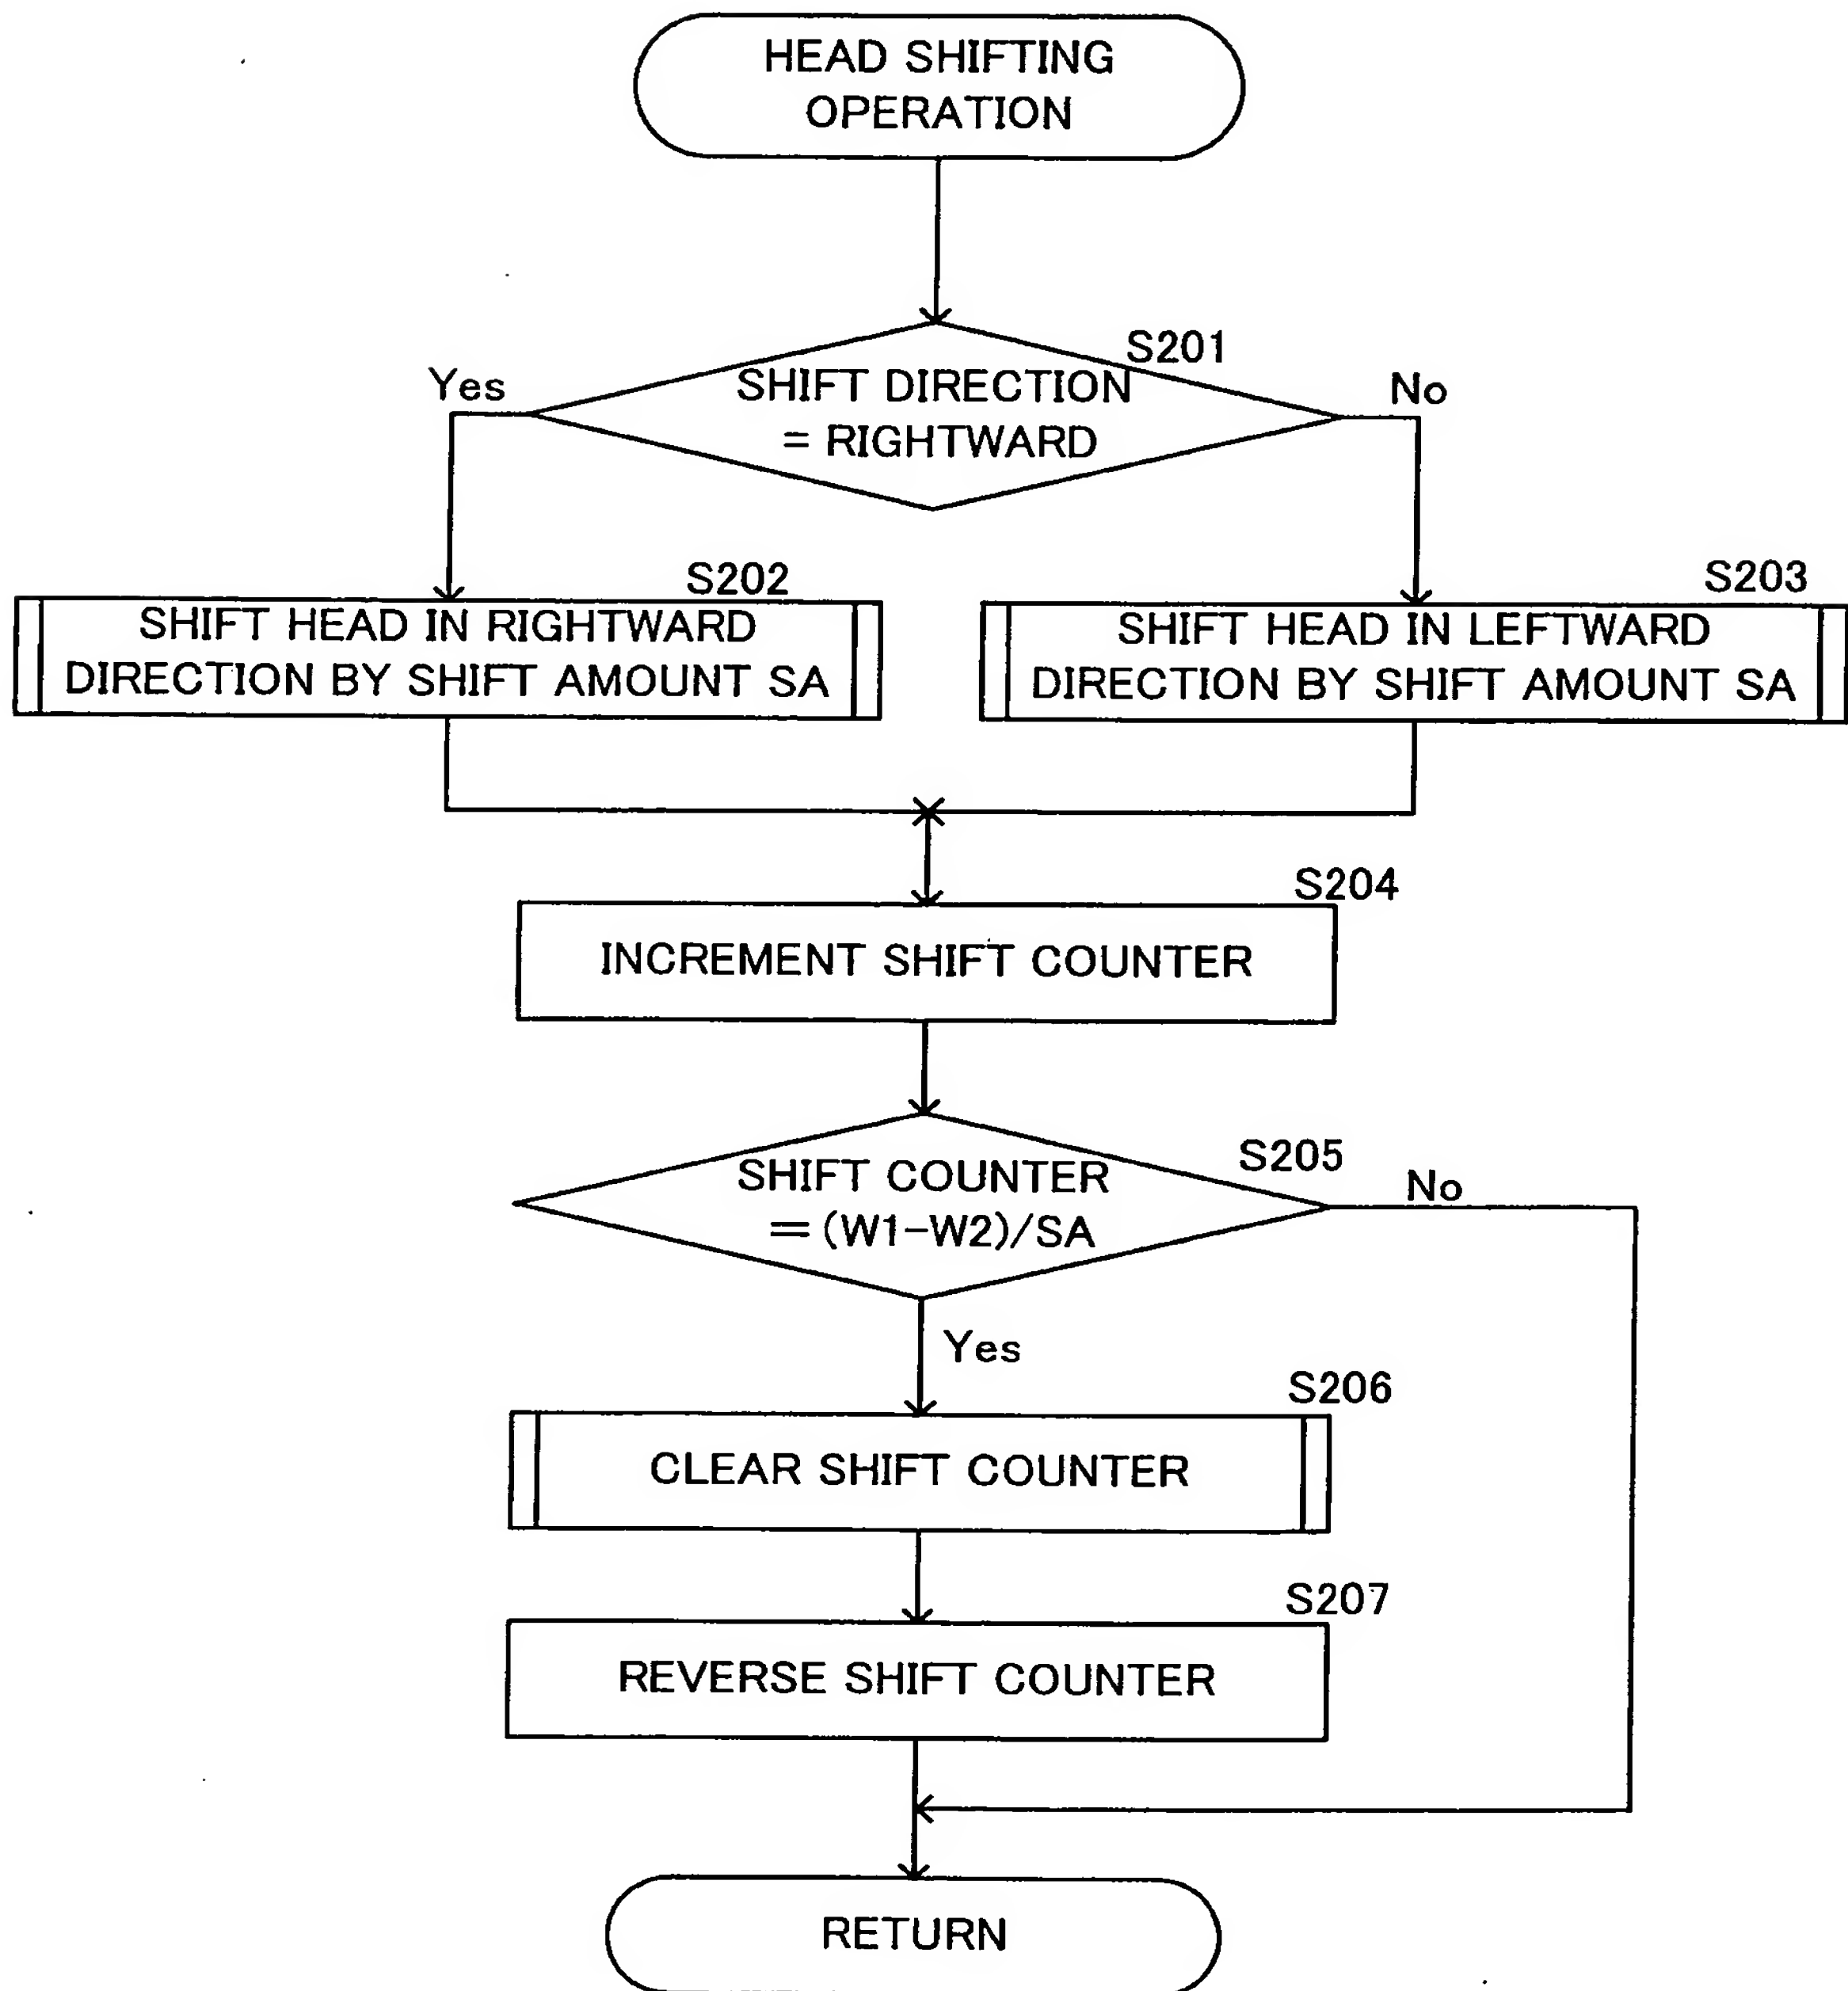 HEAD SHIFTING
OPERATION
S201
Yes
SHIFT DIRECTION
= RIGHTWARD
No
S202
SHIFT HEAD IN RIGHTWARD
DIRECTION BY SHIFT AMOUNT SA
S203
SHIFT HEAD IN LEFTWARD
DIRECTION BY SHIFT AMOUNT SA
S204
INCREMENT SHIFT COUNTER
S205
SHIFT COUNTER
=(W1-W2)/SA
No
Yes
S206
CLEAR SHIFT COUNTER
S207
REVERSE SHIFT COUNTER
RETURN